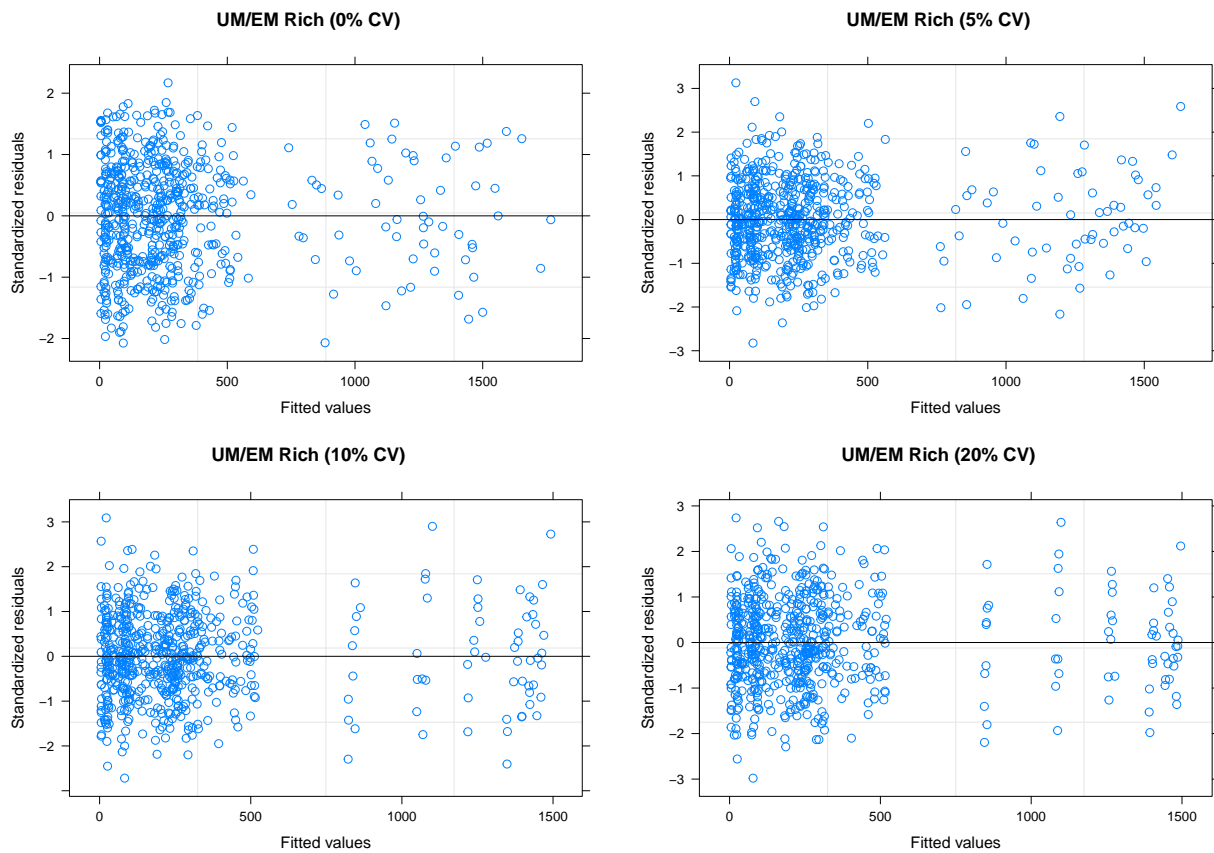 UM/EM Rich (0% CV)
Standardized residuals
2
1
0
−1
−2
0 500 1000 1500
Fitted values
UM/EM Rich (5% CV)
Standardized residuals
3
2
1
0
−1
−2
−3
0 500 1000 1500
Fitted values
UM/EM Rich (10% CV)
Standardized residuals
3
2
1
0
−1
−2
0 500 1000 1500
Fitted values
UM/EM Rich (20% CV)
Standardized residuals
3
2
1
0
−1
−2
−3
0 500 1000 1500
Fitted values